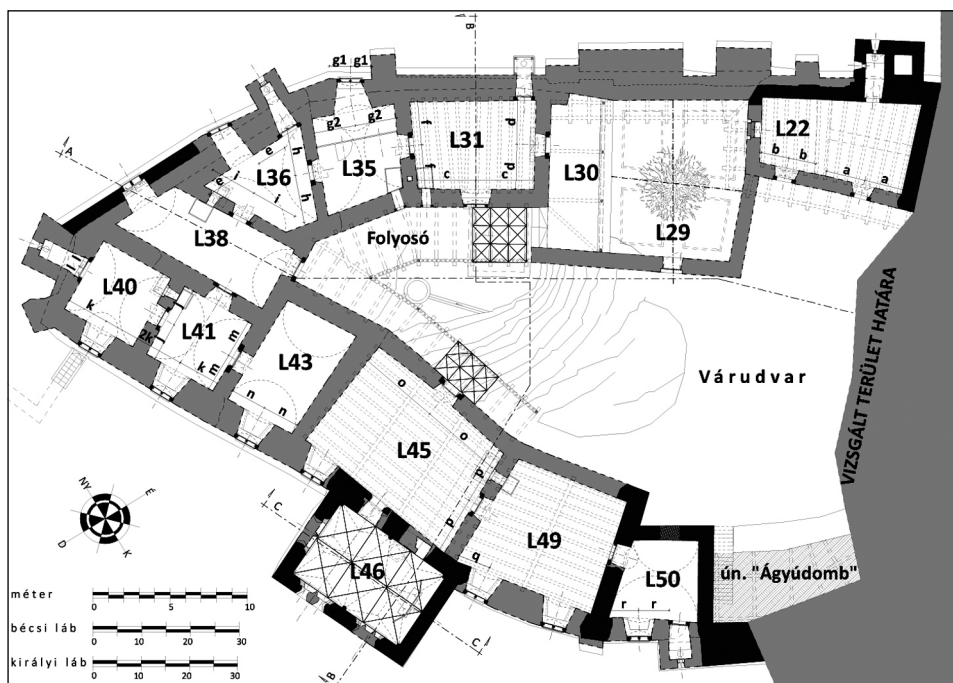 B
g1 g1
A
g2 g2
L31
f
f
d
d
c
c
L30
L29
L22
b
b
a
a
L35
L36
e
e
i
i
h
h
L38
Folyosó
L40
l
l
k
2k
L41
k
m
m
L43
n n
o
o
L45
p
p
L49
q
L46
L50
r r
C
C
B
A
Várudvar
VIZSGÁLT TERÜLET HATÁRA
ún. "Ágyúdomb"
NY
É
D
K
méter
0 5 10
bécsi láb
0 10 20 30
királyi láb
0 10 20 30